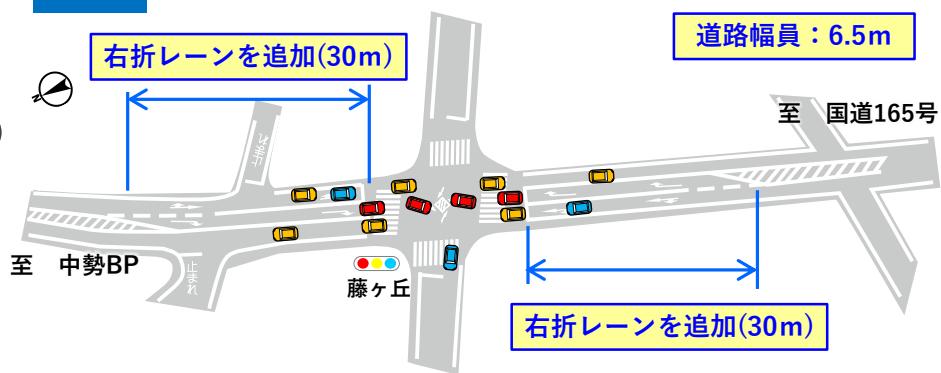 右折レーンを追加(30m)
道路幅員：6.5m
N
至　国道165号
止まれ
至　中勢BP
止まれ
藤ヶ丘
右折レーンを追加(30m)